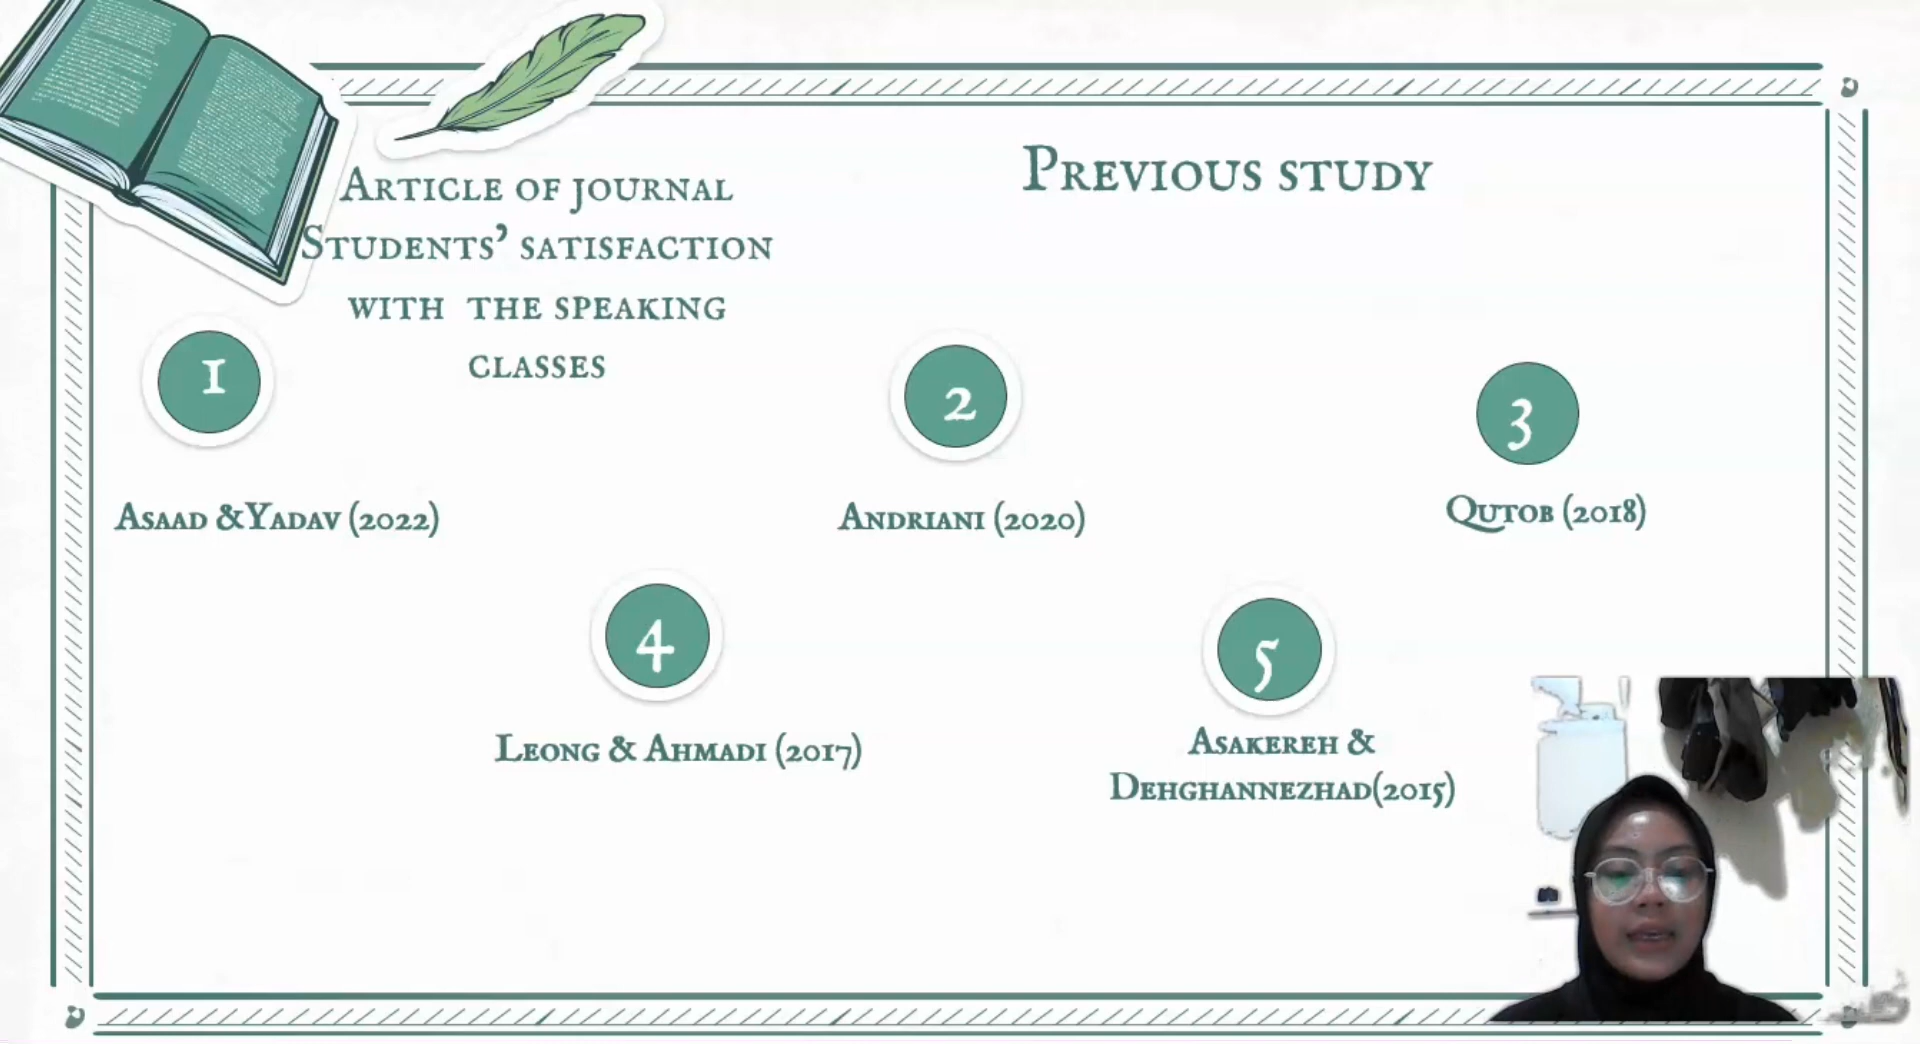 Article of journal
Students' satisfaction
with the speaking
classes
Previous study
1
2
3
Asaad &Yadav (2022)
Andriani (2020)
Qutob (2018)
4
5
Leong & Ahmadi (2017)
Asakereh &
Dehghannezhad(2015)